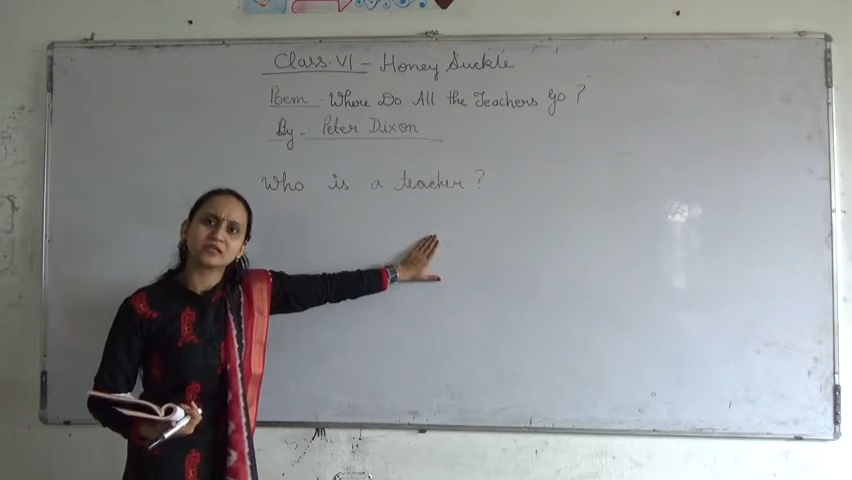 Class-VI - Honey Suckle
Poem - Where Do All the Teachers Go ?
By - Peter Dixon
Who is a teacher ?